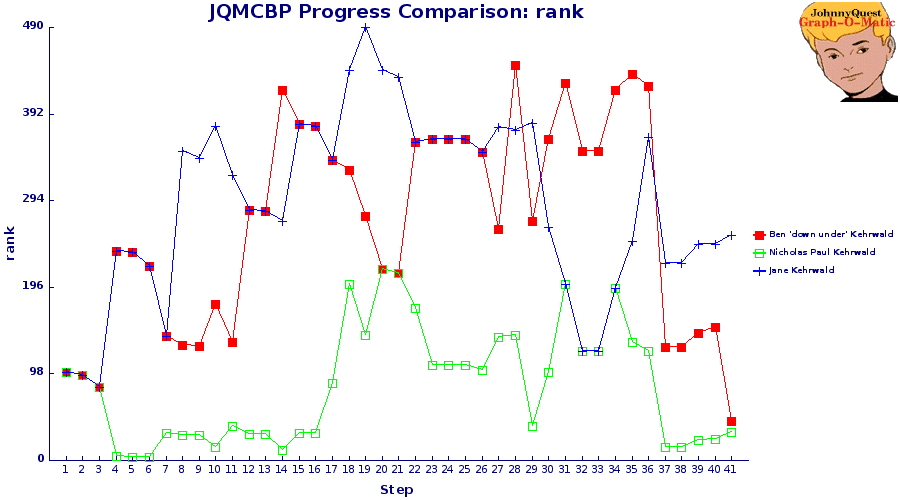 JQMCBP Progress Comparison: rank
JohnnyQuest
Graph-O-Matic
490
392
294
196
98
0
rank
1 2 3 4 5 6 7 8 9 10 11 12 13 14 15 16 17 18 19 20 21 22 23 24 25 26 27 28 29 30 31 32 33 34 35 36 37 38 39 40 41
Step
Ben 'down under' Kehrwald
Nicholas Paul Kehrwald
Jane Kehrwald